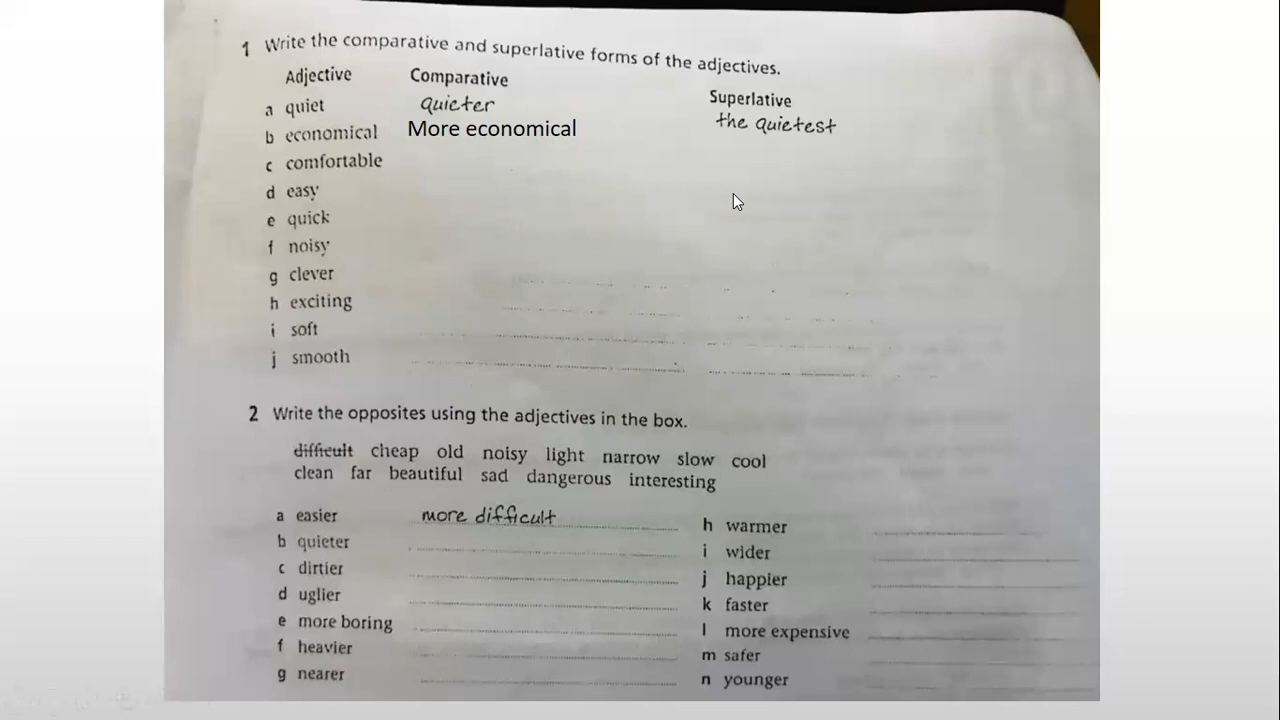 1 Write the comparative and superlative forms of the adjectives.
Adjective Comparative Superlative
a quiet quieter the quietest
b economical More economical
c comfortable
d easy
e quick
f noisy
g clever
h exciting
i soft
j smooth
2 Write the opposites using the adjectives in the box.
difficult cheap old noisy light narrow slow cool
clean far beautiful sad dangerous interesting
a easier more difficult
b quieter
c dirtier
d uglier
e more boring
f heavier
g nearer
h warmer
i wider
j happier
k faster
l more expensive
m safer
n younger